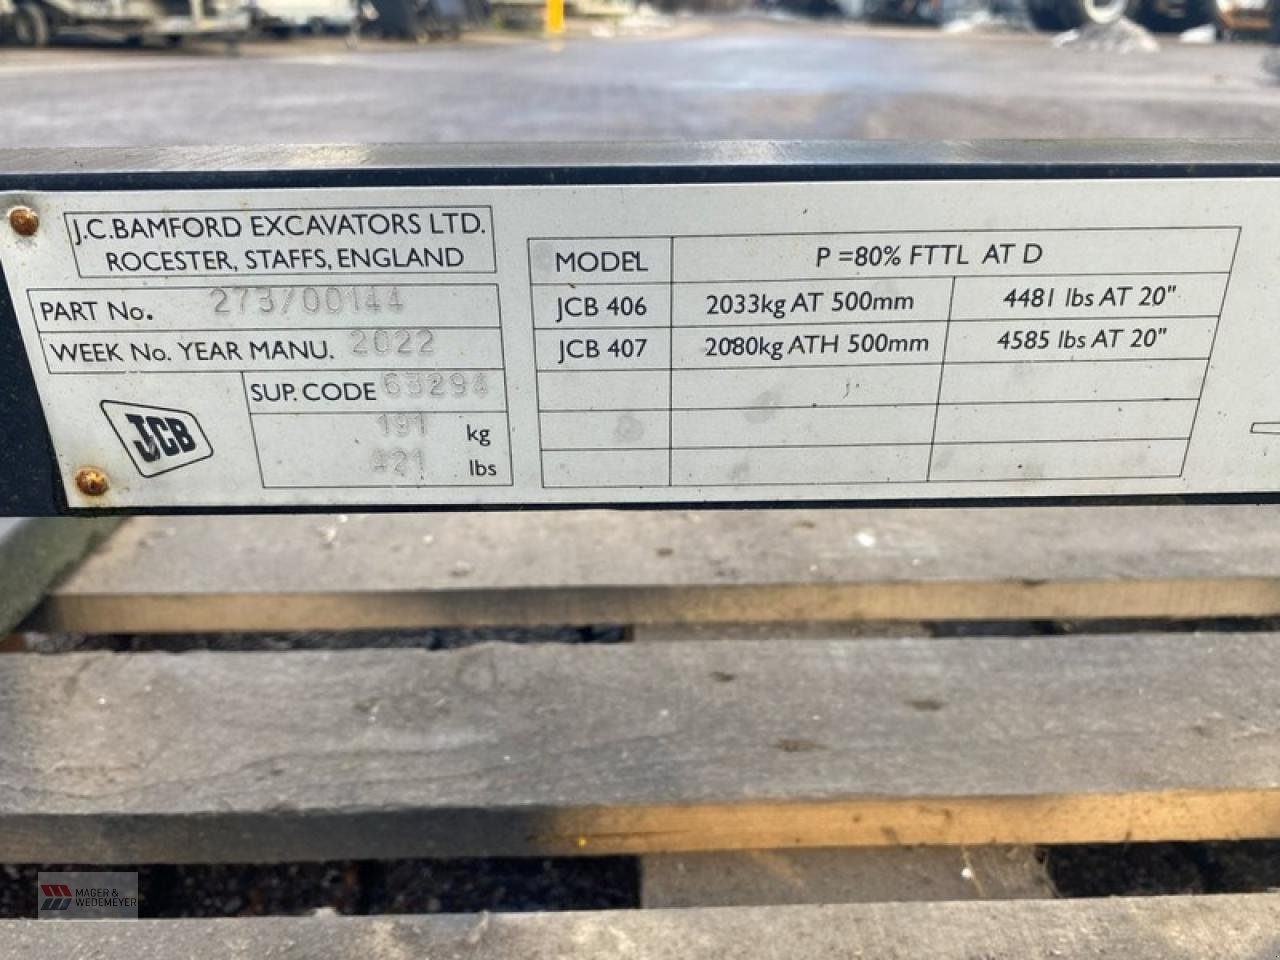 J.C.BAMFORD EXCAVATORS LTD.
ROCESTER, STAFFS, ENGLAND
PART No. 273/00144
WEEK No. YEAR MANU. 2022
SUP. CODE 63294
191 kg
421 lbs
JCB
MODEL P =80% FTTL AT D
JCB 406 2033kg AT 500mm 4481 lbs AT 20"
JCB 407 2080kg ATH 500mm 4585 lbs AT 20"
MAGER &
WEDEMEYER